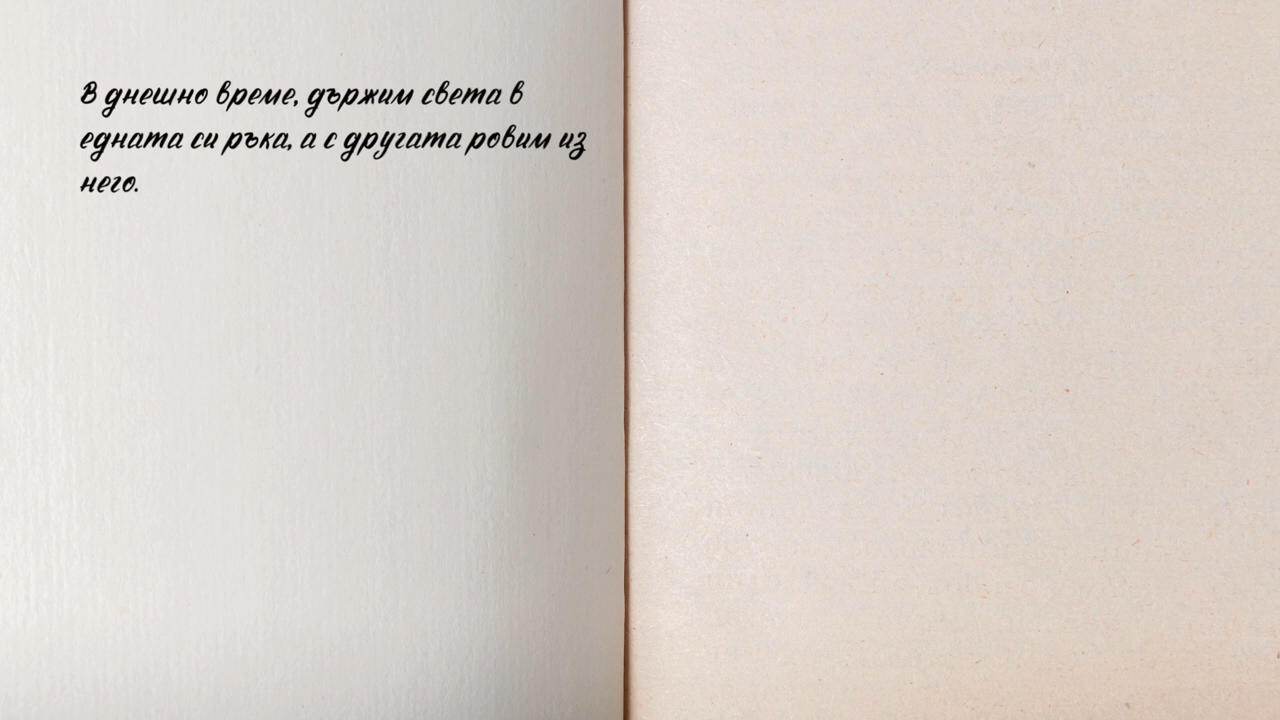 В днешно време, държим света в
едната си ръка, а с другата ровим из
него.